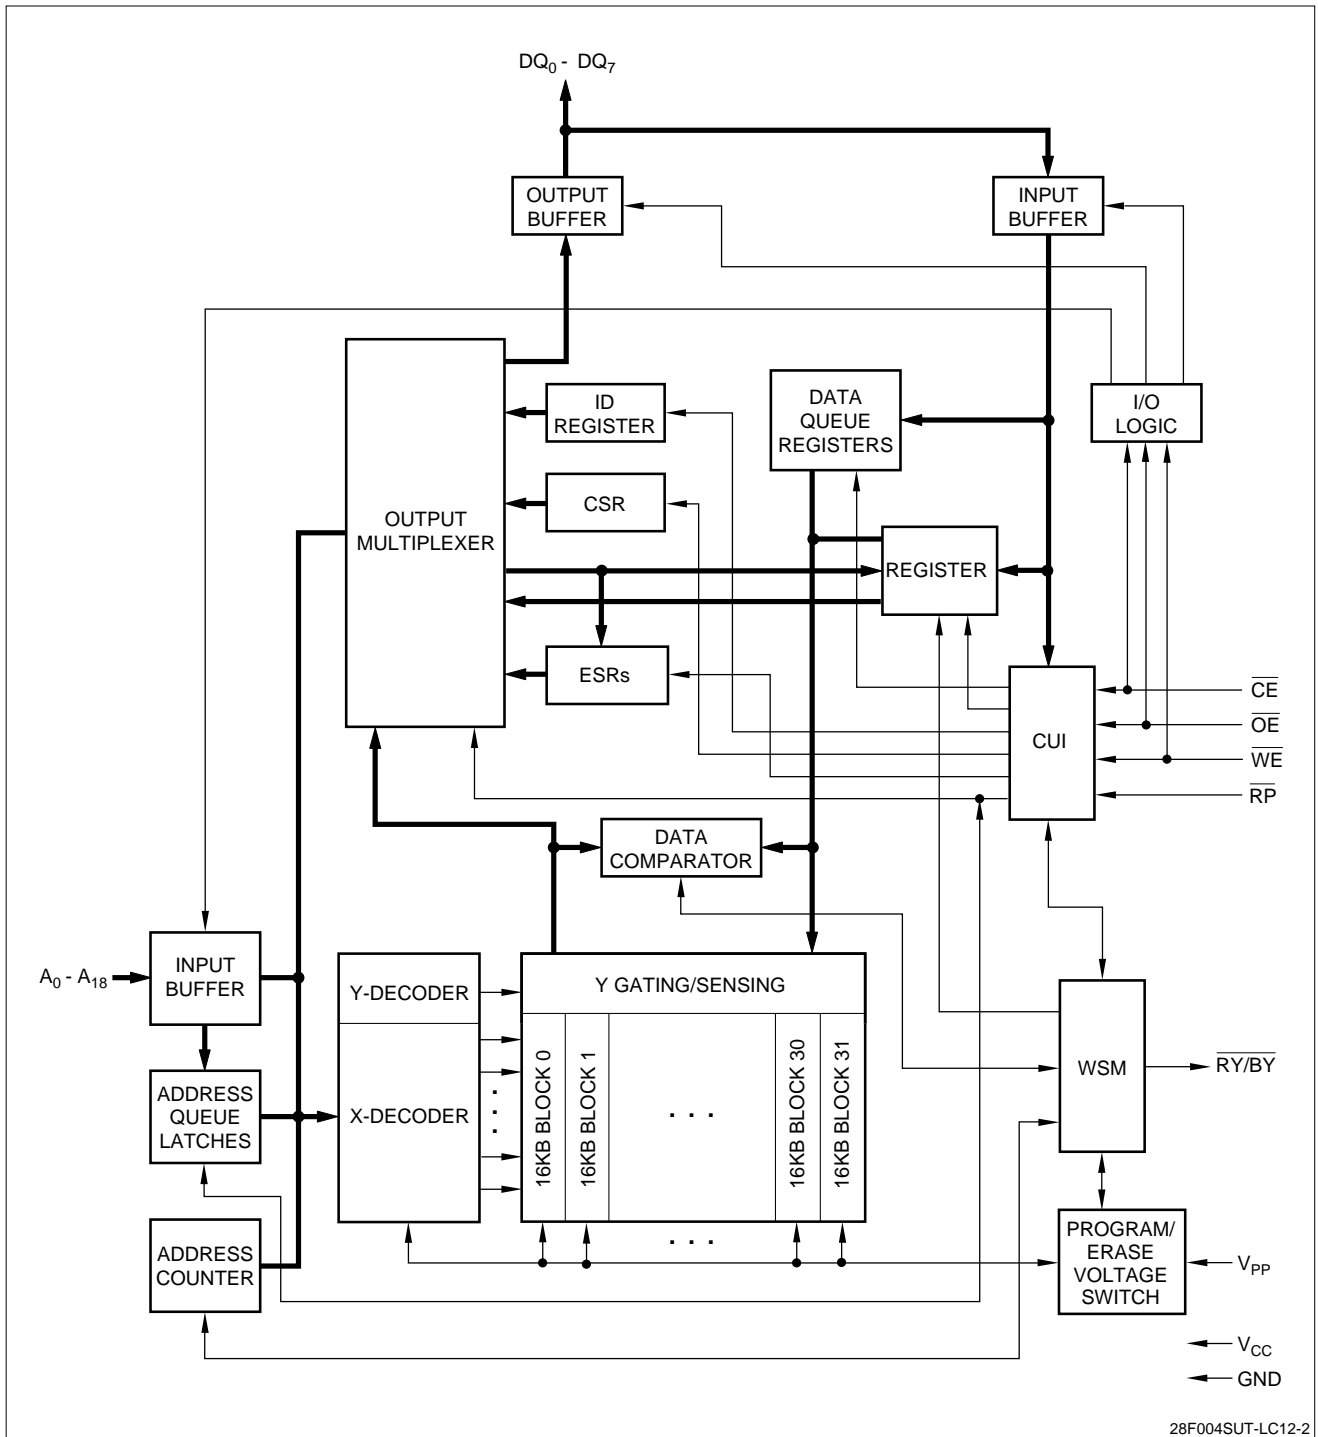 DQ0 - DQ7
OUTPUT
BUFFER
INPUT
BUFFER
OUTPUT
MULTIPLEXER
ID
REGISTER
CSR
ESRs
DATA
QUEUE
REGISTERS
REGISTER
I/O
LOGIC
CUI
CE
OE
WE
RP
DATA
COMPARATOR
A0 - A18
INPUT
BUFFER
ADDRESS
QUEUE
LATCHES
ADDRESS
COUNTER
Y-DECODER
X-DECODER
Y GATING/SENSING
16KB BLOCK 0
16KB BLOCK 1
. . .
16KB BLOCK 30
16KB BLOCK 31
. . .
. . .
WSM
RY/BY
PROGRAM/
ERASE
VOLTAGE
SWITCH
VPP
VCC
GND
28F004SUT-LC12-2